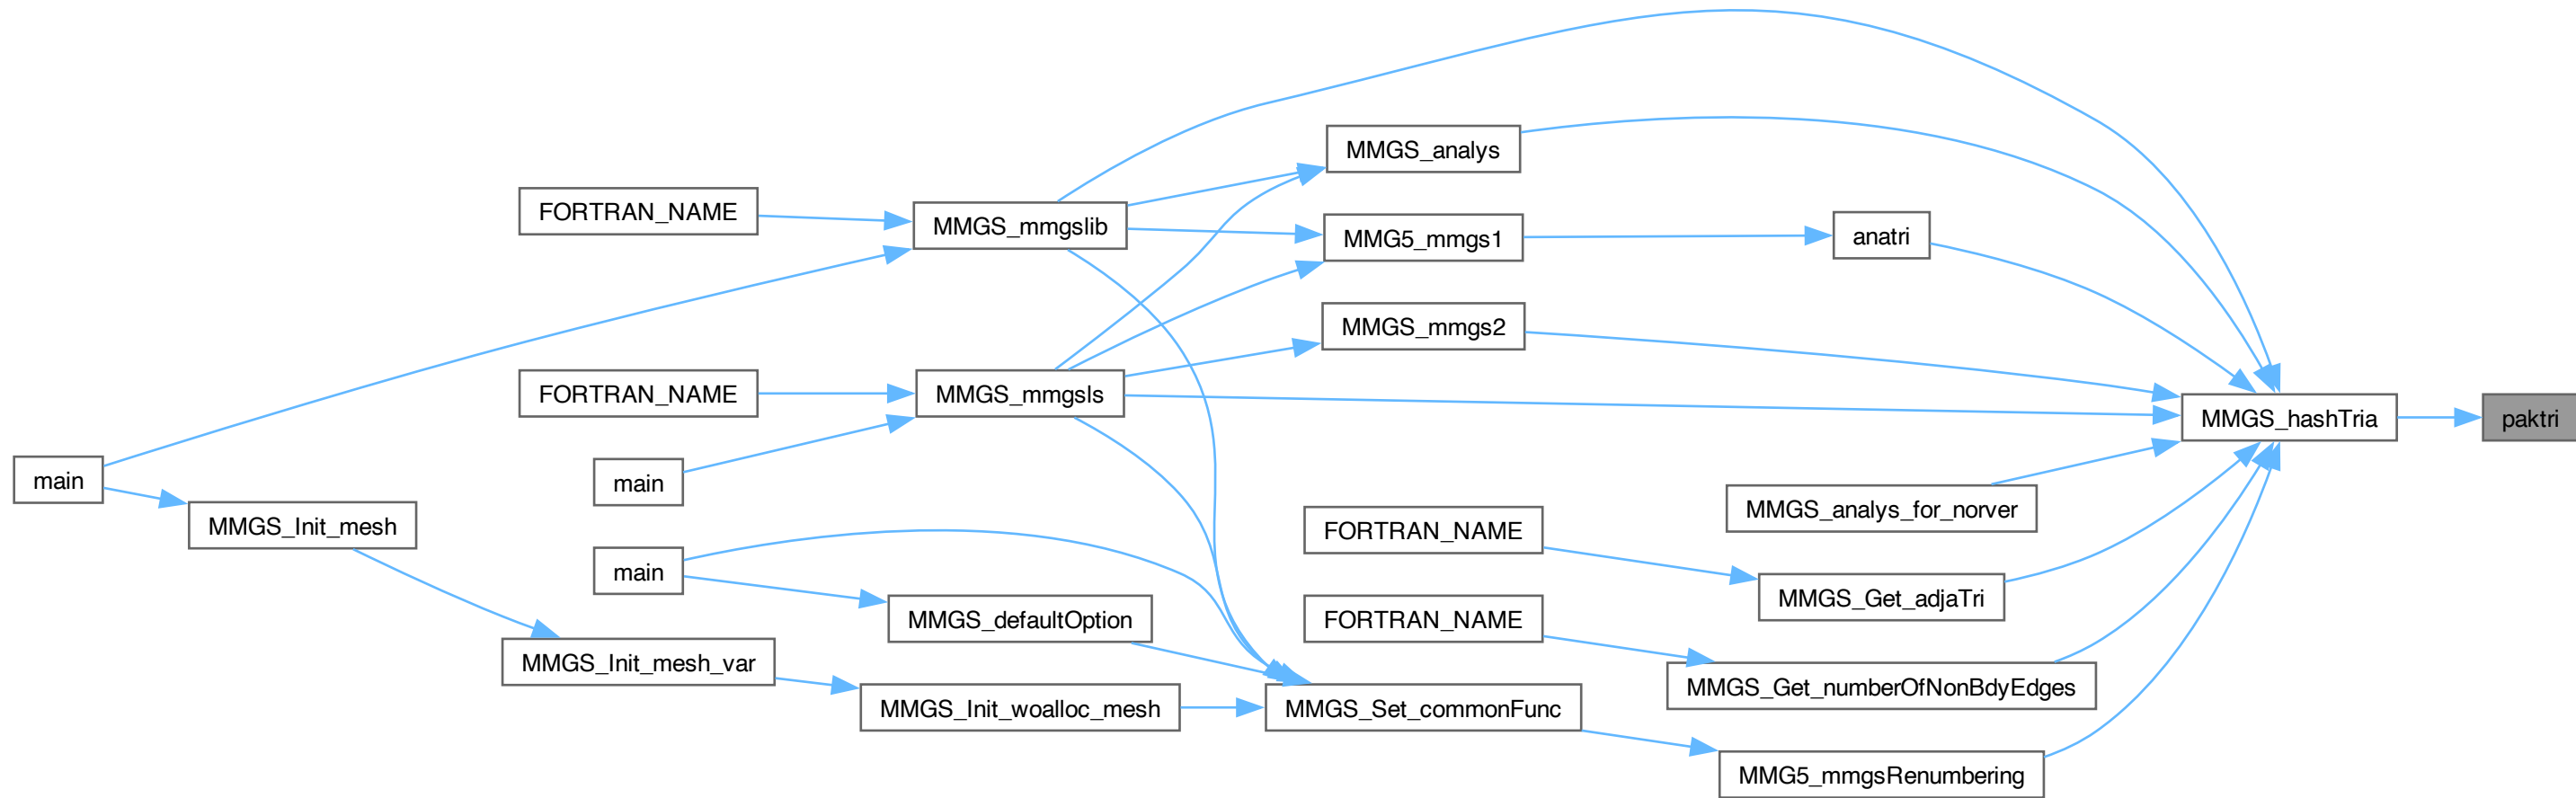 MMGS_analys
FORTRAN_NAME
MMGS_mmgslib
MMG5_mmgs1
anatri
MMGS_mmgs2
FORTRAN_NAME
MMGS_mmgsls
MMGS_hashTria
paktri
main
main
MMGS_Init_mesh
MMGS_analys_for_norver
FORTRAN_NAME
main
MMGS_defaultOption
MMGS_Get_adjaTri
FORTRAN_NAME
MMGS_Init_mesh_var
MMGS_Get_numberOfNonBdyEdges
MMGS_Init_woalloc_mesh
MMGS_Set_commonFunc
MMG5_mmgsRenumbering